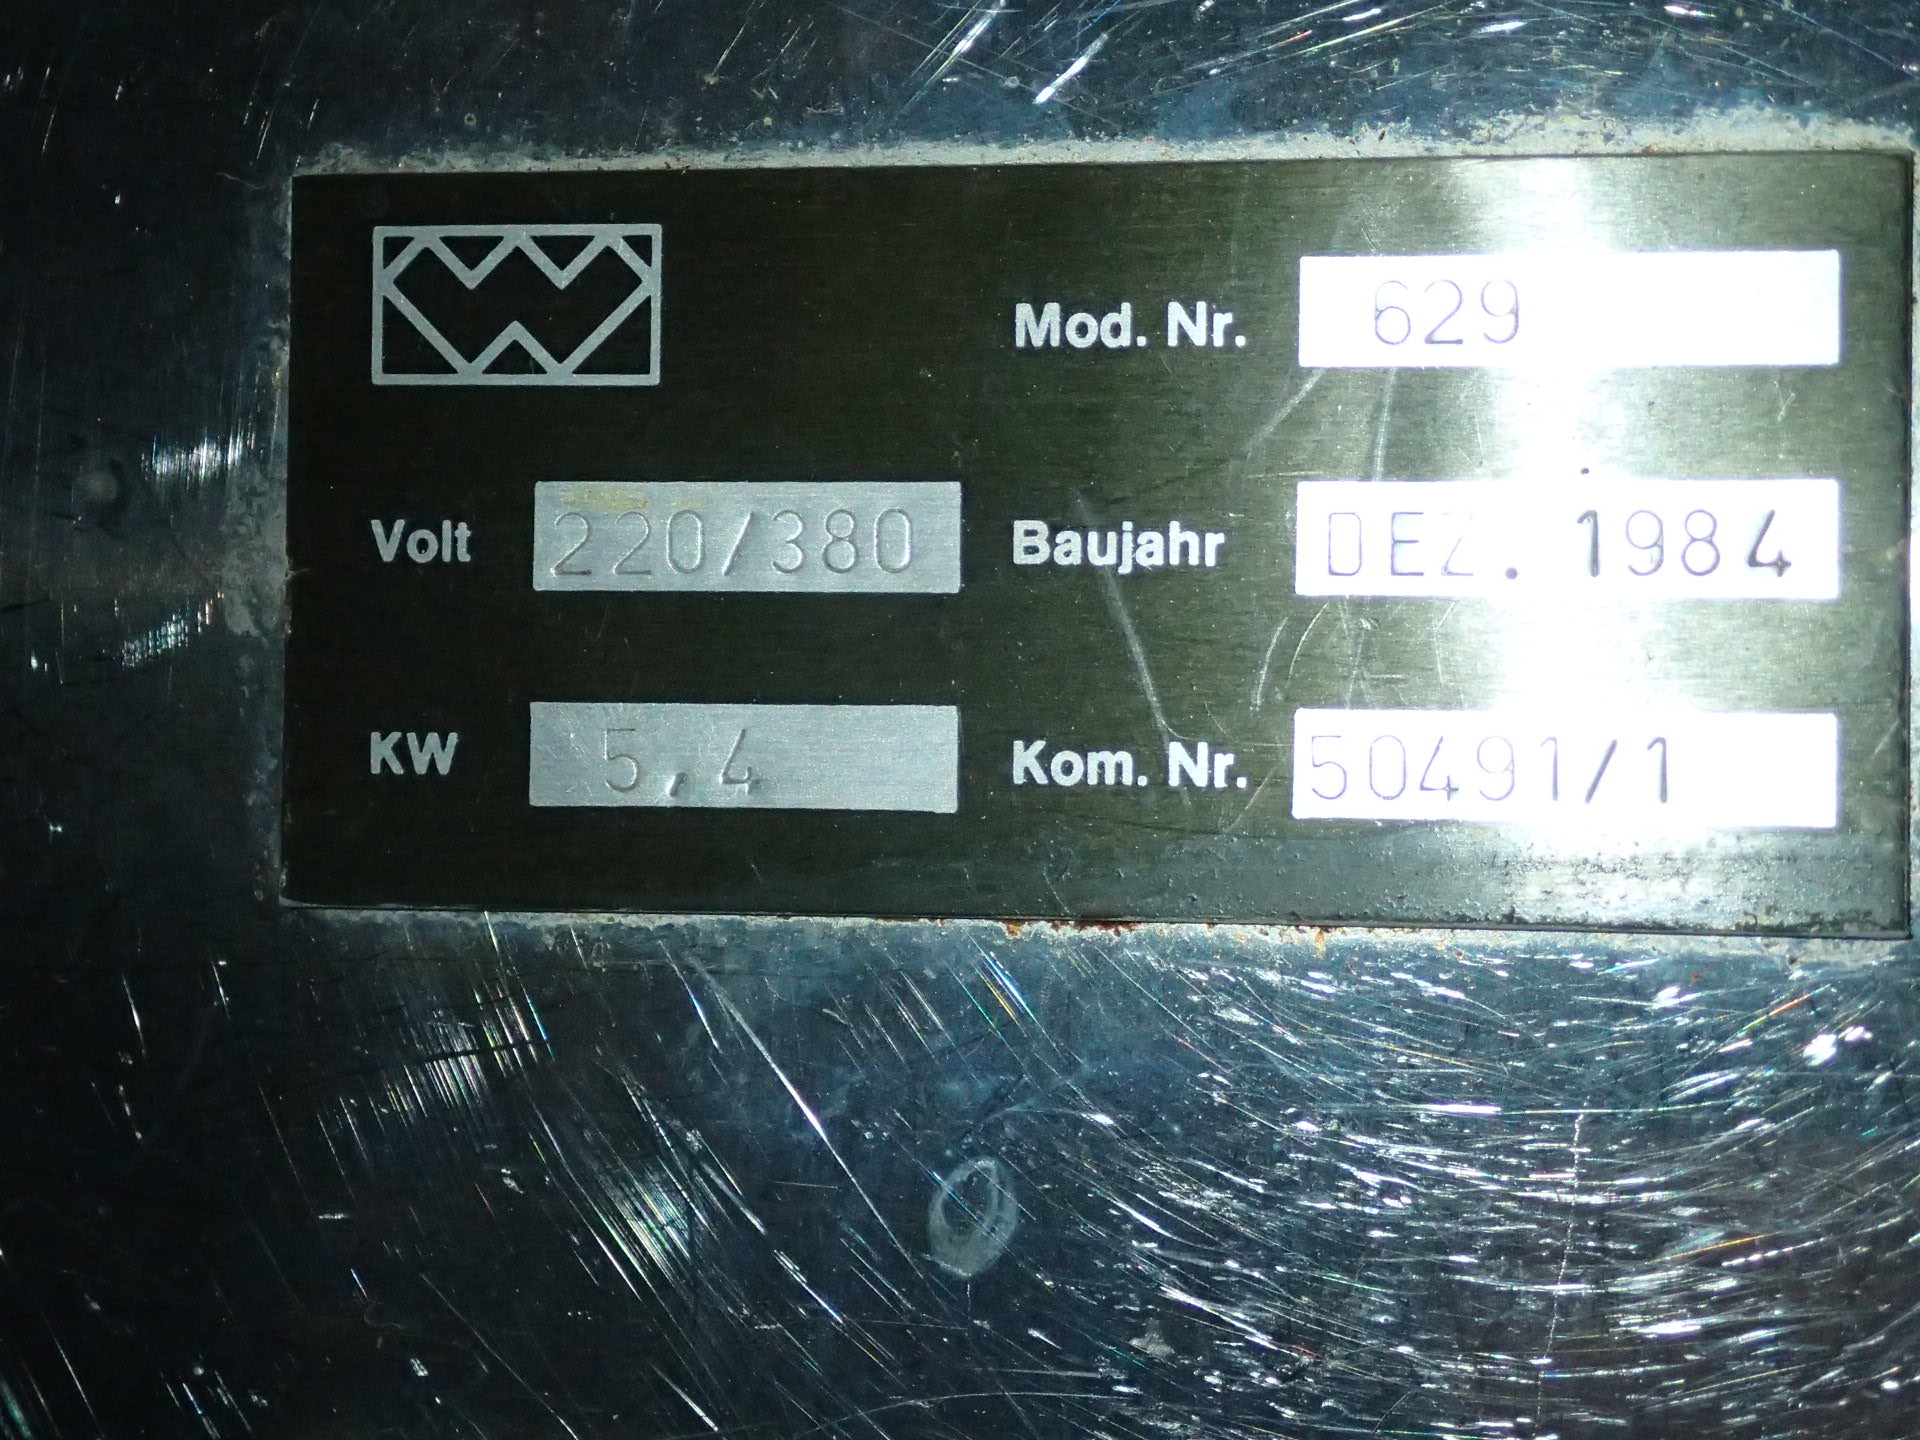 Mod. Nr. 629
Volt 220/380 Baujahr DEZ. 1984
KW 5,4 Kom. Nr. 50491/1